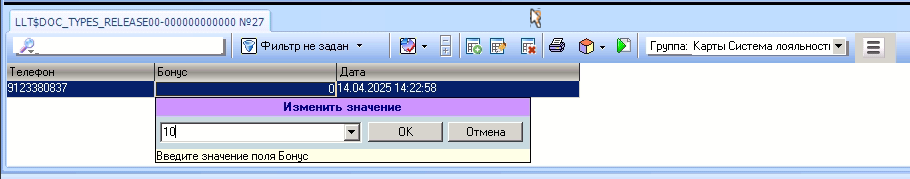 LLT$DOC_TYPES_RELEASE00-000000000000 №27
Фильтр не задан
Группа: Карты Система лояльност
Телефон Бонус Дата
9123380837 0 14.04.2025 14:22:58
Изменить значение
10 OK Отмена
Введите значение поля Бонус